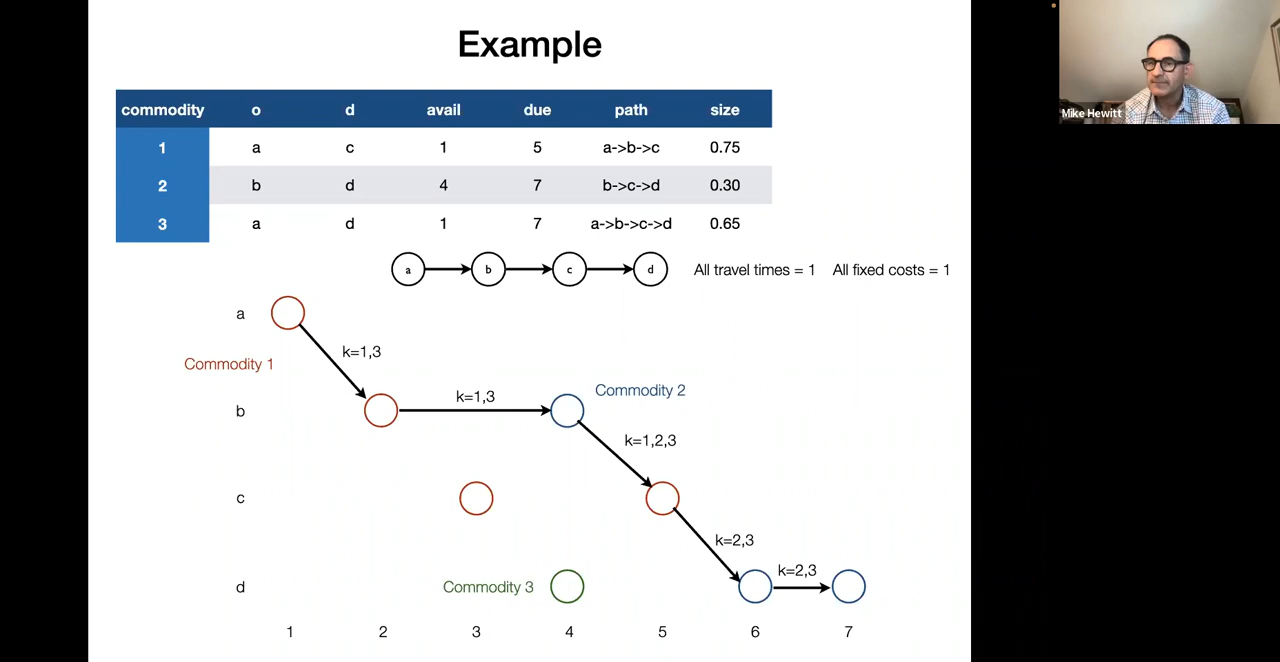 Example
commodity o d avail due path size
1 a c 1 5 a->b->c 0.75
2 b d 4 7 b->c->d 0.30
3 a d 1 7 a->b->c->d 0.65
a b c d All travel times = 1 All fixed costs = 1
a
k=1,3
Commodity 1
Commodity 2
k=1,3
b
k=1,2,3
c
k=2,3
k=2,3
d Commodity 3
1 2 3 4 5 6 7
Mike Hewitt